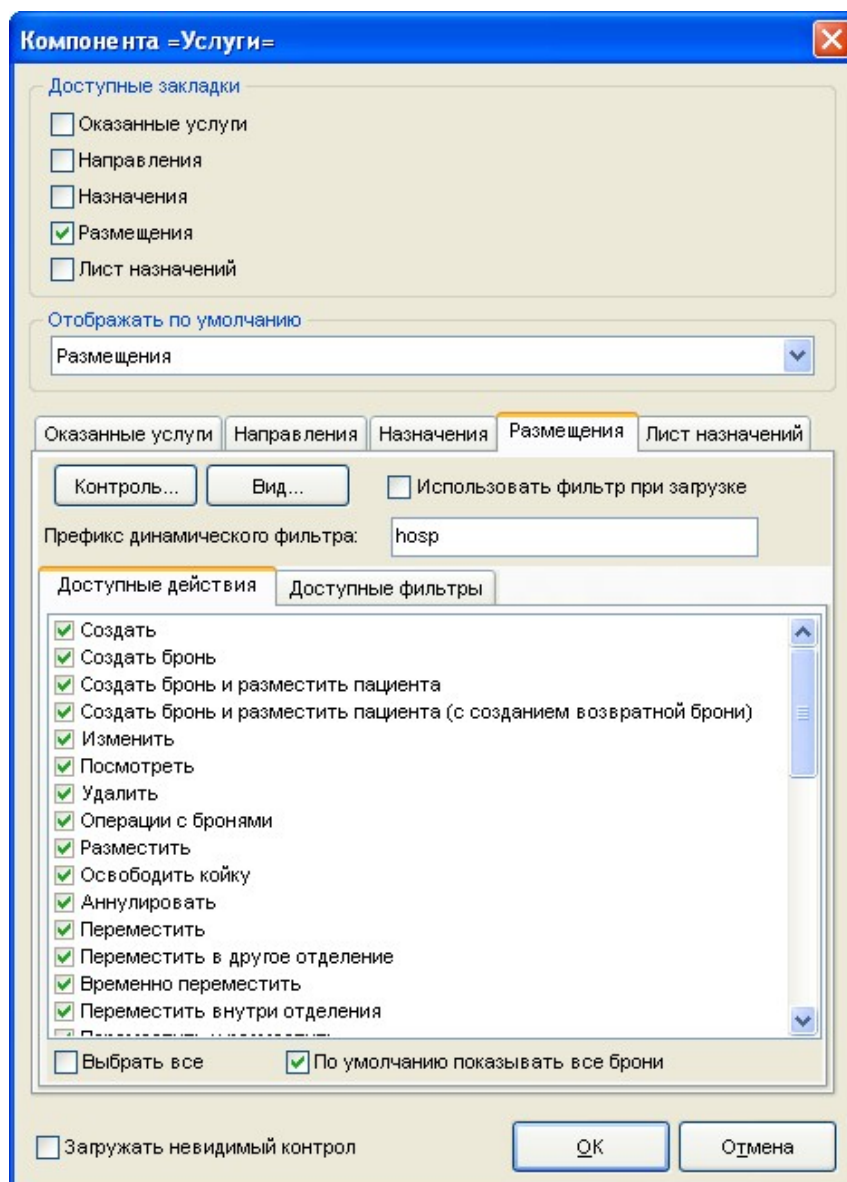 Компонента =Услуги=
Доступные закладки
Оказанные услуги
Направления
Назначения
Размещения
Лист назначений
Отображать по умолчанию
Размещения
Оказанные услуги Направления Назначения Размещения Лист назначений
Контроль... Вид... Использовать фильтр при загрузке
Префикс динамического фильтра: hosp
Доступные действия Доступные фильтры
Создать
Создать бронь
Создать бронь и разместить пациента
Создать бронь и разместить пациента (с созданием возвратной брони)
Изменить
Посмотреть
Удалить
Операции с бронями
Разместить
Освободить койку
Аннулировать
Переместить
Переместить в другое отделение
Временно переместить
Переместить внутри отделения
Выбрать все По умолчанию показывать все брони
Загружать невидимый контрол OK Отмена